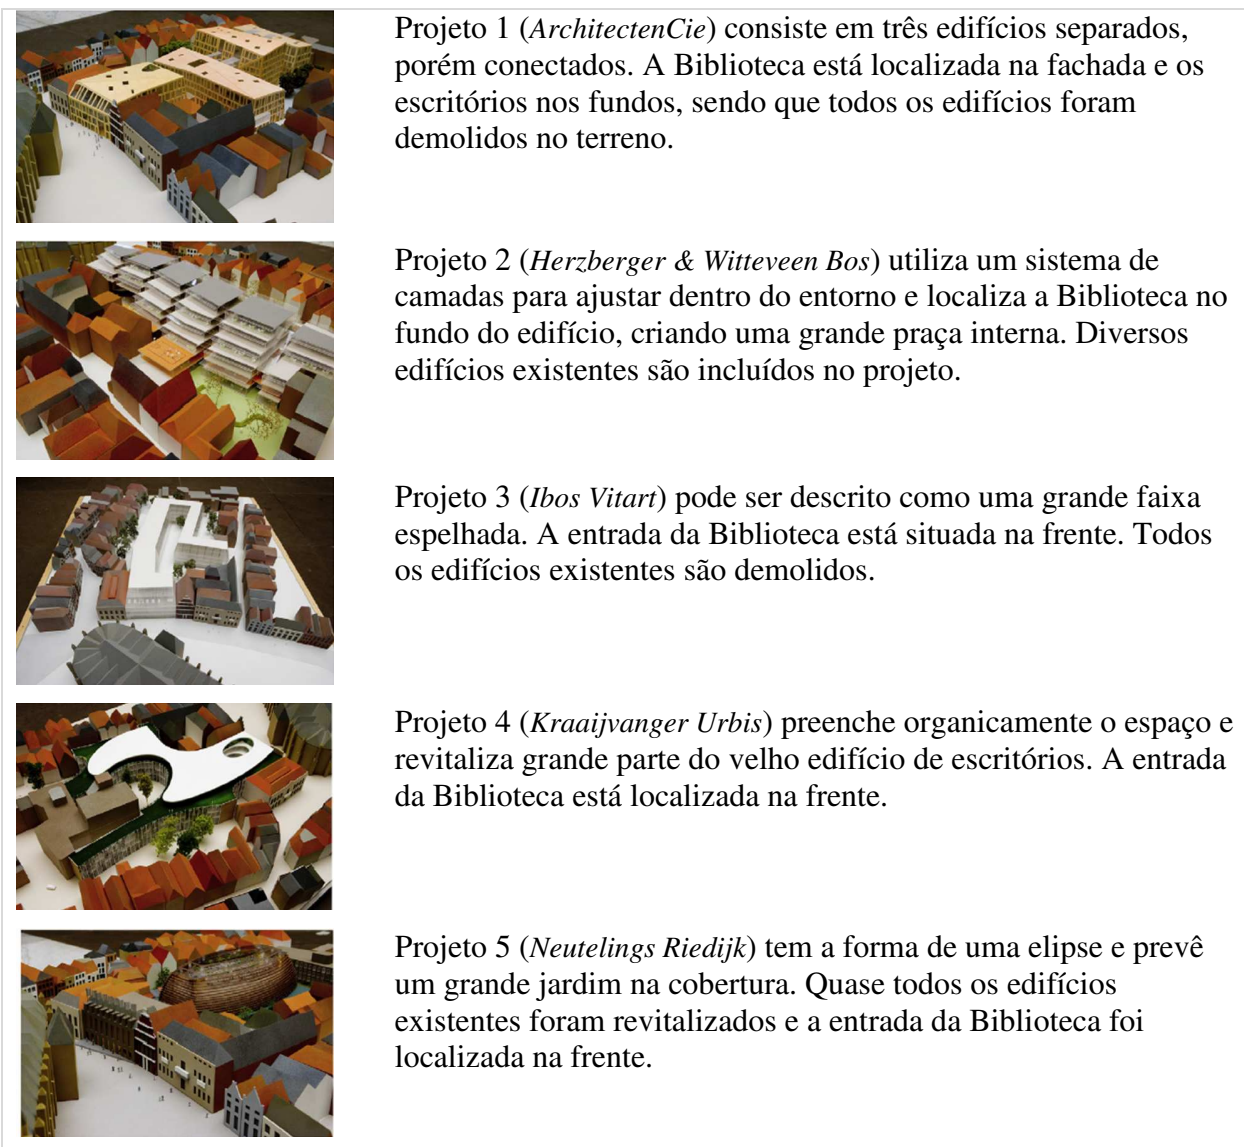 Projeto 1 (ArchitectenCie) consiste em três edifícios separados,
porém conectados. A Biblioteca está localizada na fachada e os
escritórios nos fundos, sendo que todos os edifícios foram
demolidos no terreno.
Projeto 2 (Herzberger & Witteveen Bos) utiliza um sistema de
camadas para ajustar dentro do entorno e localiza a Biblioteca no
fundo do edifício, criando uma grande praça interna. Diversos
edifícios existentes são incluídos no projeto.
Projeto 3 (Ibos Vitart) pode ser descrito como uma grande faixa
espelhada. A entrada da Biblioteca está situada na frente. Todos
os edifícios existentes são demolidos.
Projeto 4 (Kraaijvanger Urbis) preenche organicamente o espaço e
revitaliza grande parte do velho edifício de escritórios. A entrada
da Biblioteca está localizada na frente.
Projeto 5 (Neutelings Riedijk) tem a forma de uma elipse e prevê
um grande jardim na cobertura. Quase todos os edifícios
existentes foram revitalizados e a entrada da Biblioteca foi
localizada na frente.